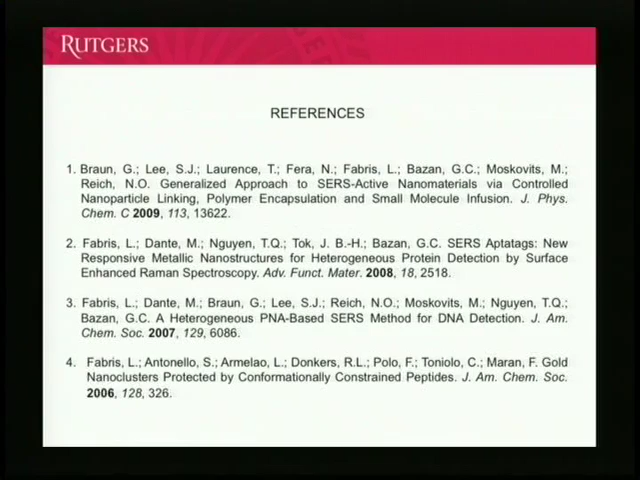 RUTGERS
REFERENCES
1. Braun, G.; Lee, S.J.; Laurence, T.; Fera, N.; Fabris, L.; Bazan, G.C.; Moskovits, M.;
Reich, N.O. Generalized Approach to SERS-Active Nanomaterials via Controlled
Nanoparticle Linking, Polymer Encapsulation and Small Molecule Infusion. J. Phys.
Chem. C 2009, 113, 13622.
2. Fabris, L.; Dante, M.; Nguyen, T.Q.; Tok, J. B.-H.; Bazan, G.C. SERS Aptatags: New
Responsive Metallic Nanostructures for Heterogeneous Protein Detection by Surface
Enhanced Raman Spectroscopy. Adv. Funct. Mater. 2008, 18, 2518.
3. Fabris, L.; Dante, M.; Braun, G.; Lee, S.J.; Reich, N.O.; Moskovits, M.; Nguyen, T.Q.;
Bazan, G.C. A Heterogeneous PNA-Based SERS Method for DNA Detection. J. Am.
Chem. Soc. 2007, 129, 6086.
4. Fabris, L.; Antonello, S.; Armelao, L.; Donkers, R.L.; Polo, F.; Toniolo, C.; Maran, F. Gold
Nanoclusters Protected by Conformationally Constrained Peptides. J. Am. Chem. Soc.
2006, 128, 326.